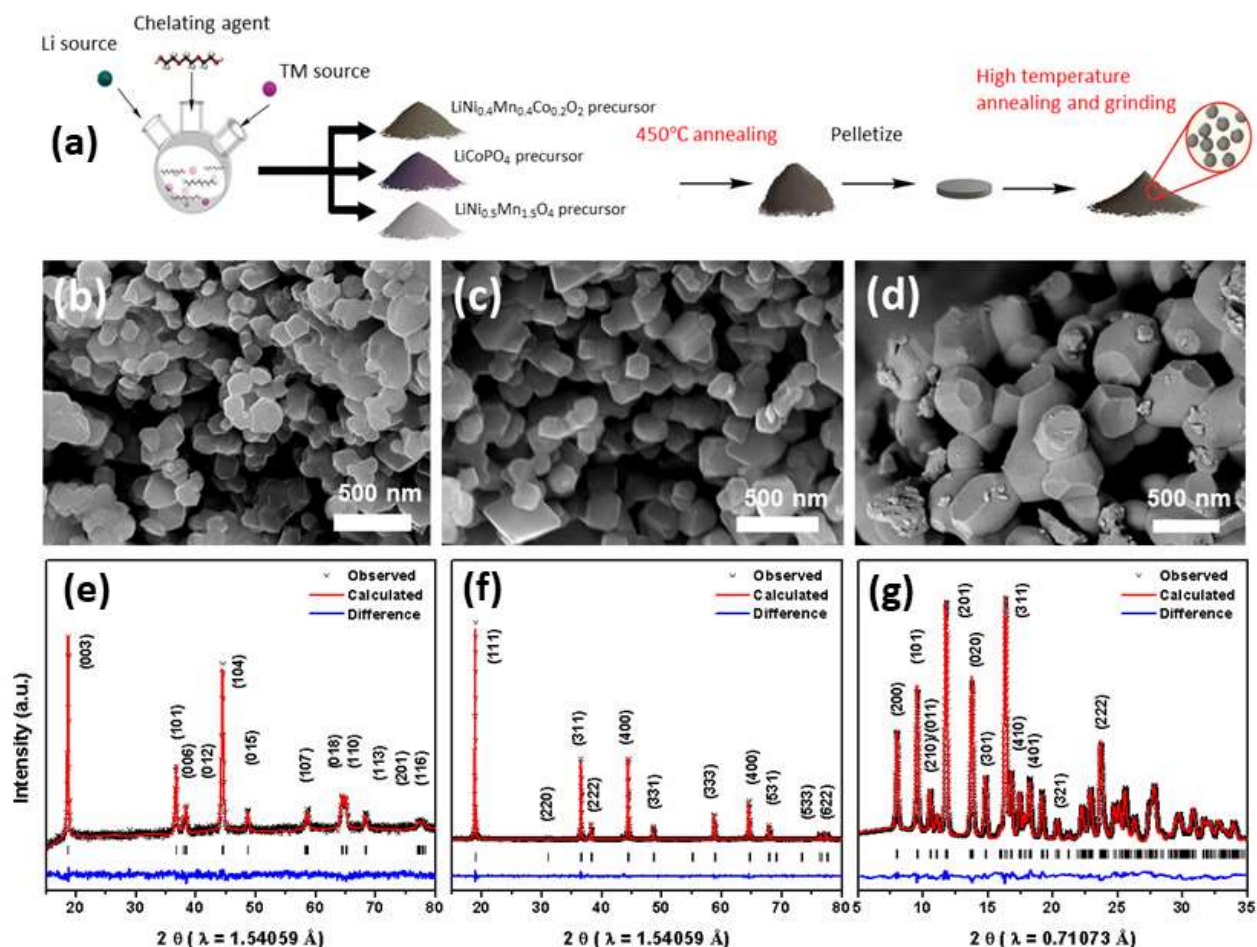 Chelating agent
Li source
TM source
(a)
LiNi0.4Mn0.4Co0.2O2 precursor
LiCoPO4 precursor
LiNi0.5Mn1.5O4 precursor
450°C annealing
Pelletize
High temperature
annealing and grinding
(b)
500 nm
(c)
500 nm
(d)
500 nm
(e)
× Observed
Calculated
Difference
(003)
(101)
(006)
(012)
(104)
(015)
(107)
(018)
(110)
(113)
(201)
(116)
Intensity (a.u.)
20 30 40 50 60 70 80
2 θ ( λ = 1.54059 Å)
(f)
× Observed
Calculated
Difference
(111)
(220)
(311)
(222)
(400)
(331)
(333)
(400)
(531)
(533)
(622)
20 30 40 50 60 70 80
2 θ ( λ = 1.54059 Å)
(g)
× Observed
Calculated
Difference
(200)
(101)
(210)/(011)
(201)
(020)
(301)
(311)
(410)
(401)
(321)
(222)
5 10 15 20 25 30 35
2 θ ( λ = 0.71073 Å)